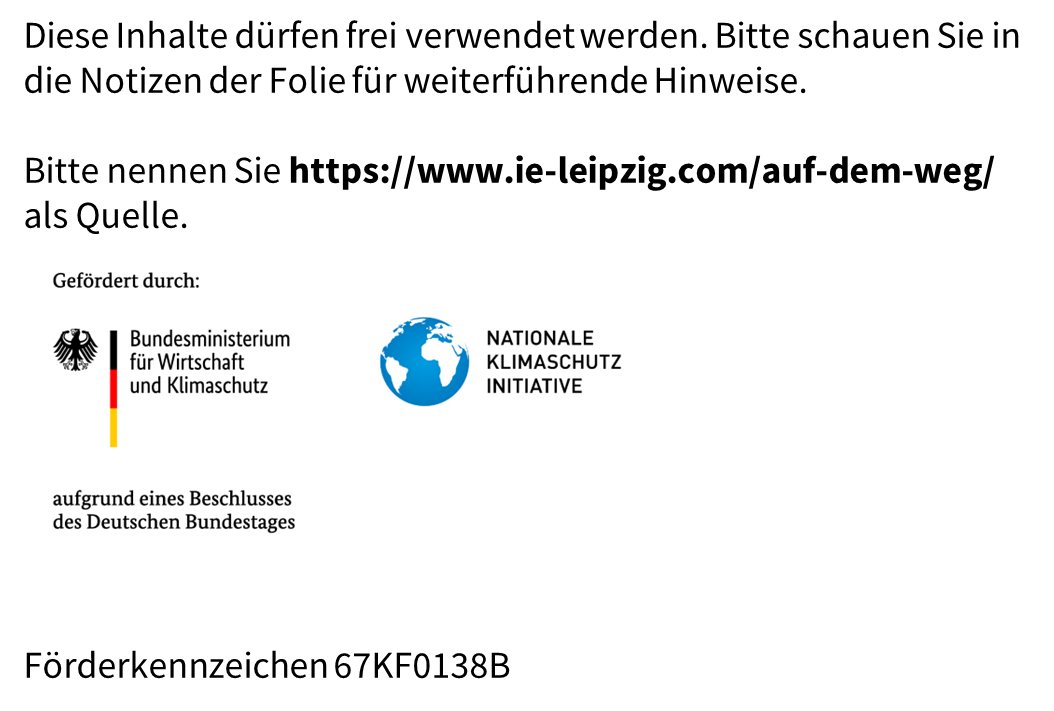 Diese Inhalte dürfen frei verwendet werden. Bitte schauen Sie in
die Notizen der Folie für weiterführende Hinweise.
Bitte nennen Sie https://www.ie-leipzig.com/auf-dem-weg/
als Quelle.
Gefördert durch:
Bundesministerium
für Wirtschaft
und Klimaschutz
NATIONALE
KLIMASCHUTZ
INITIATIVE
aufgrund eines Beschlusses
des Deutschen Bundestages
Förderkennzeichen 67KF0138B